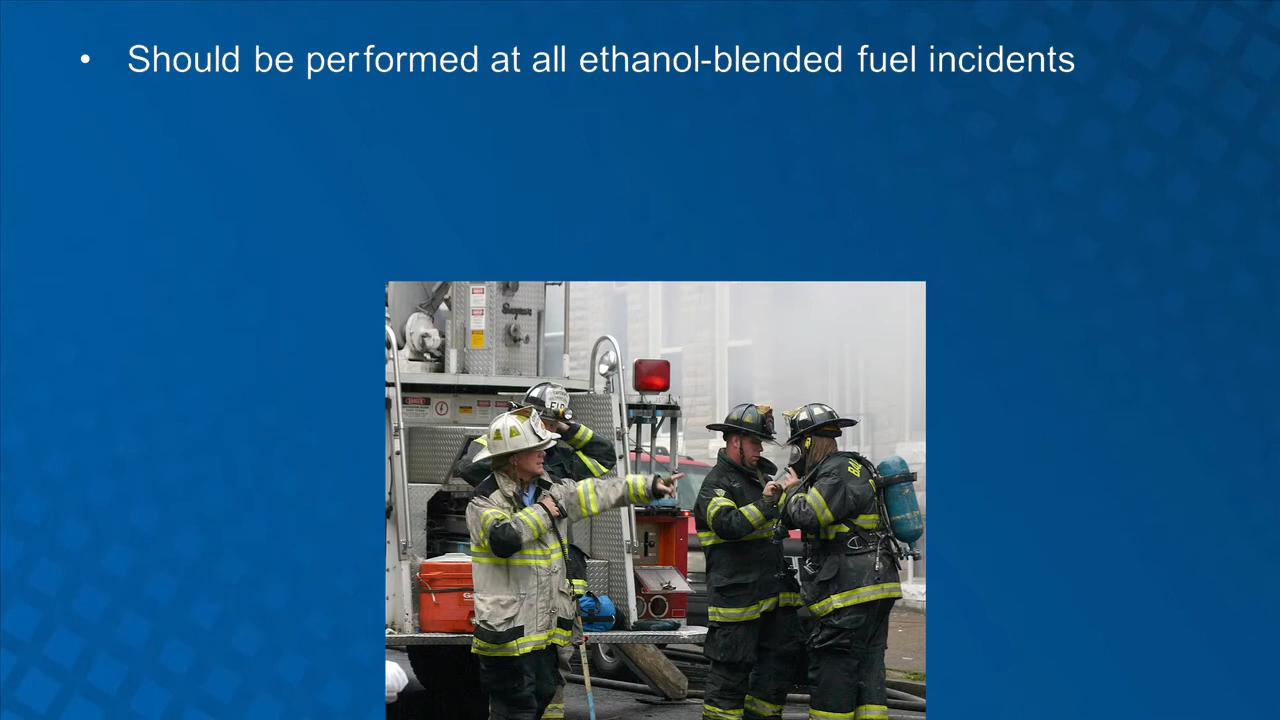 • Should be performed at all ethanol-blended fuel incidents